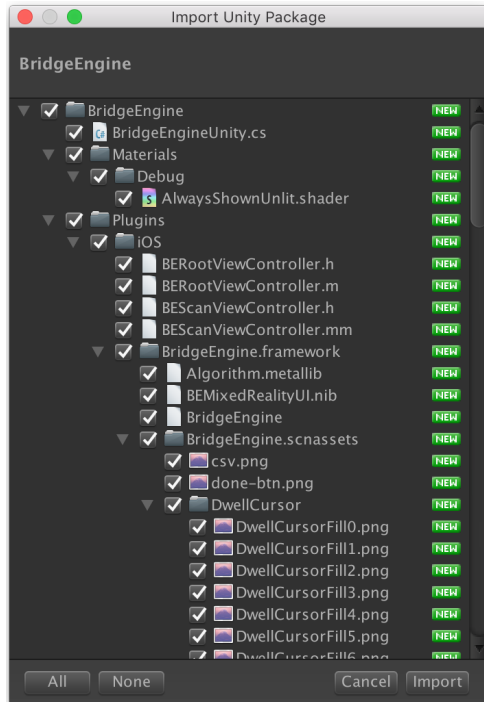 Import Unity Package
BridgeEngine
BridgeEngine NEW
BridgeEngineUnity.cs NEW
Materials NEW
Debug NEW
AlwaysShownUnlit.shader NEW
Plugins NEW
iOS NEW
BERootViewController.h NEW
BERootViewController.m NEW
BEScanViewController.h NEW
BEScanViewController.mm NEW
BridgeEngine.framework NEW
Algorithm.metallib NEW
BEMixedRealityUI.nib NEW
BridgeEngine NEW
BridgeEngine.scnassets NEW
csv.png NEW
done-btn.png NEW
DwellCursor NEW
DwellCursorFill0.png NEW
DwellCursorFill1.png NEW
DwellCursorFill2.png NEW
DwellCursorFill3.png NEW
DwellCursorFill4.png NEW
DwellCursorFill5.png NEW
DwellCursorFill6.png NEW
All None Cancel Import